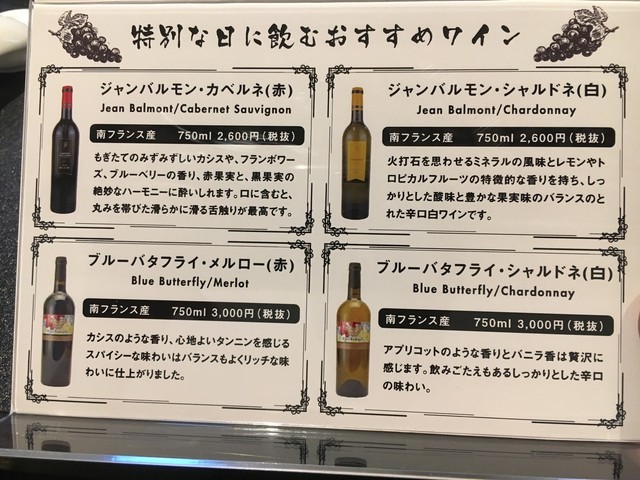 特別な日に飲むおすすめワイン
ジャンバルモン・カベルネ(赤)
Jean Balmont/Cabernet Sauvignon
南フランス産 750ml 2,600円(税抜)
もぎたてのみずみずしいカシスや、フランボワー
ズ、ブルーベリーの香り、赤果実と、黒果実の
絶妙なハーモニーに酔いしれます。口に含むと、
丸みを帯びた滑らかに滑る舌触りが最高です。
ジャンバルモン・シャルドネ(白)
Jean Balmont/Chardonnay
南フランス産 750ml 2,600円(税抜)
火打石を思わせるミネラルの風味とレモンやト
ロピカルフルーツの特徴的な香りを持ち、しっ
かりとした酸味と豊かな果実味のバランスのと
れた辛口白ワインです。
ブルーバタフライ・メルロー(赤)
Blue Butterfly/Merlot
南フランス産 750ml 3,000円(税抜)
カシスのような香り、心地よいタンニンを感じる
スパイシーな味わいはバランスもよくリッチな味
わいに仕上がりました。
ブルーバタフライ・シャルドネ(白)
Blue Butterfly/Chardonnay
南フランス産 750ml 3,000円(税抜)
アプリコットのような香りとバニラ香は贅沢に
感じます。飲みごたえもあるしっかりとした辛口
の味わい。